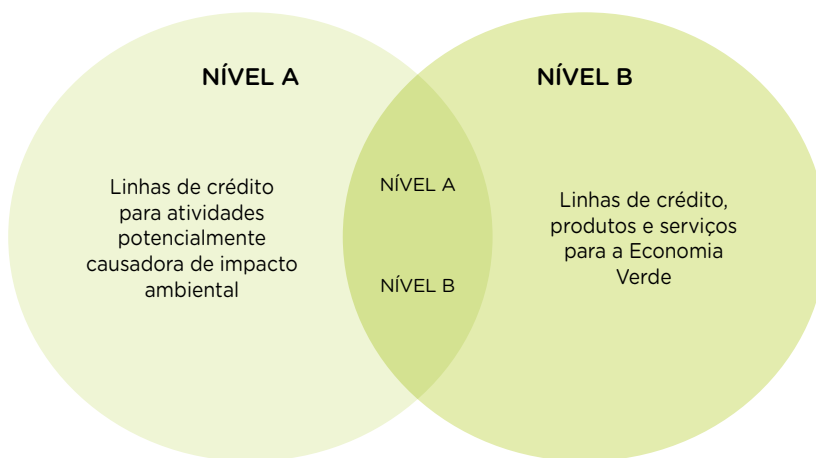 NÍVEL A
Linhas de crédito
para atividades
potencialmente
causadora de impacto
ambiental
NÍVEL A
NÍVEL B
NÍVEL B
Linhas de crédito,
produtos e serviços
para a Economia
Verde